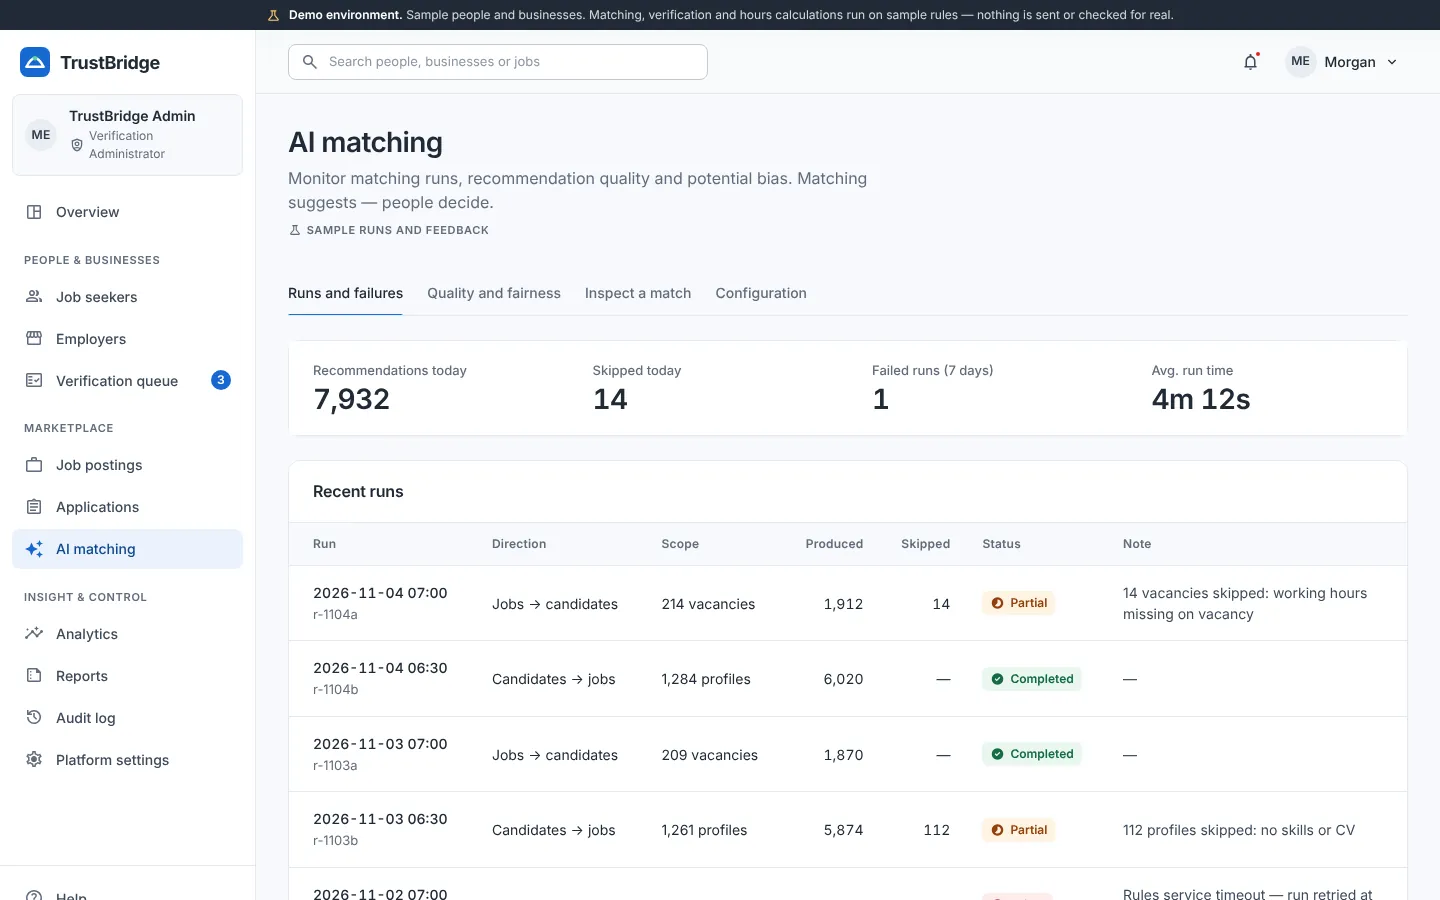 Demo environment. Sample people and businesses. Matching, verification and hours calculations run on sample rules — nothing is sent or checked for real.
TrustBridge
Search people, businesses or jobs
ME
Morgan
ME
TrustBridge Admin
Verification
Administrator
Overview
PEOPLE & BUSINESSES
Job seekers
Employers
Verification queue
3
MARKETPLACE
Job postings
Applications
AI matching
INSIGHT & CONTROL
Analytics
Reports
Audit log
Platform settings
Help
AI matching
Monitor matching runs, recommendation quality and potential bias. Matching
suggests — people decide.
SAMPLE RUNS AND FEEDBACK
Runs and failures
Quality and fairness
Inspect a match
Configuration
Recommendations today
7,932
Skipped today
14
Failed runs (7 days)
1
Avg. run time
4m 12s
Recent runs
Run Direction Scope Produced Skipped Status Note
2026-11-04 07:00
r-1104a
Jobs → candidates
214 vacancies
1,912
14
Partial
14 vacancies skipped: working hours
missing on vacancy
2026-11-04 06:30
r-1104b
Candidates → jobs
1,284 profiles
6,020
—
Completed
—
2026-11-03 07:00
r-1103a
Jobs → candidates
209 vacancies
1,870
—
Completed
—
2026-11-03 06:30
r-1103b
Candidates → jobs
1,261 profiles
5,874
112
Partial
112 profiles skipped: no skills or CV
2026-11-02 07:00
Rules service timeout — run retried at